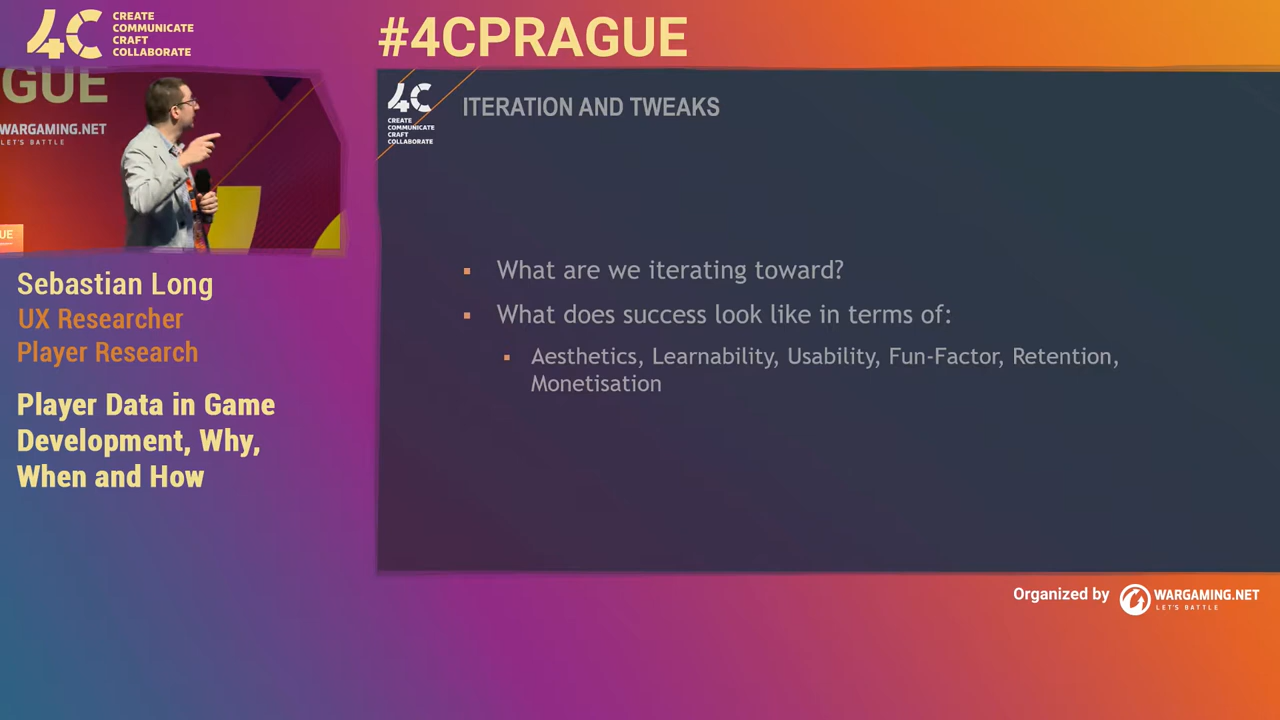 4C
CREATE
COMMUNICATE
CRAFT
COLLABORATE
#4CPRAGUE
GUE
WARGAMING.NET
LET'S BATTLE
UE
4C
CREATE
COMMUNICATE
CRAFT
COLLABORATE
ITERATION AND TWEAKS
▪ What are we iterating toward?
▪ What does success look like in terms of:
▪ Aesthetics, Learnability, Usability, Fun-Factor, Retention,
Monetisation
Sebastian Long
UX Researcher
Player Research
Player Data in Game
Development, Why,
When and How
Organized by
WARGAMING.NET
LET'S BATTLE